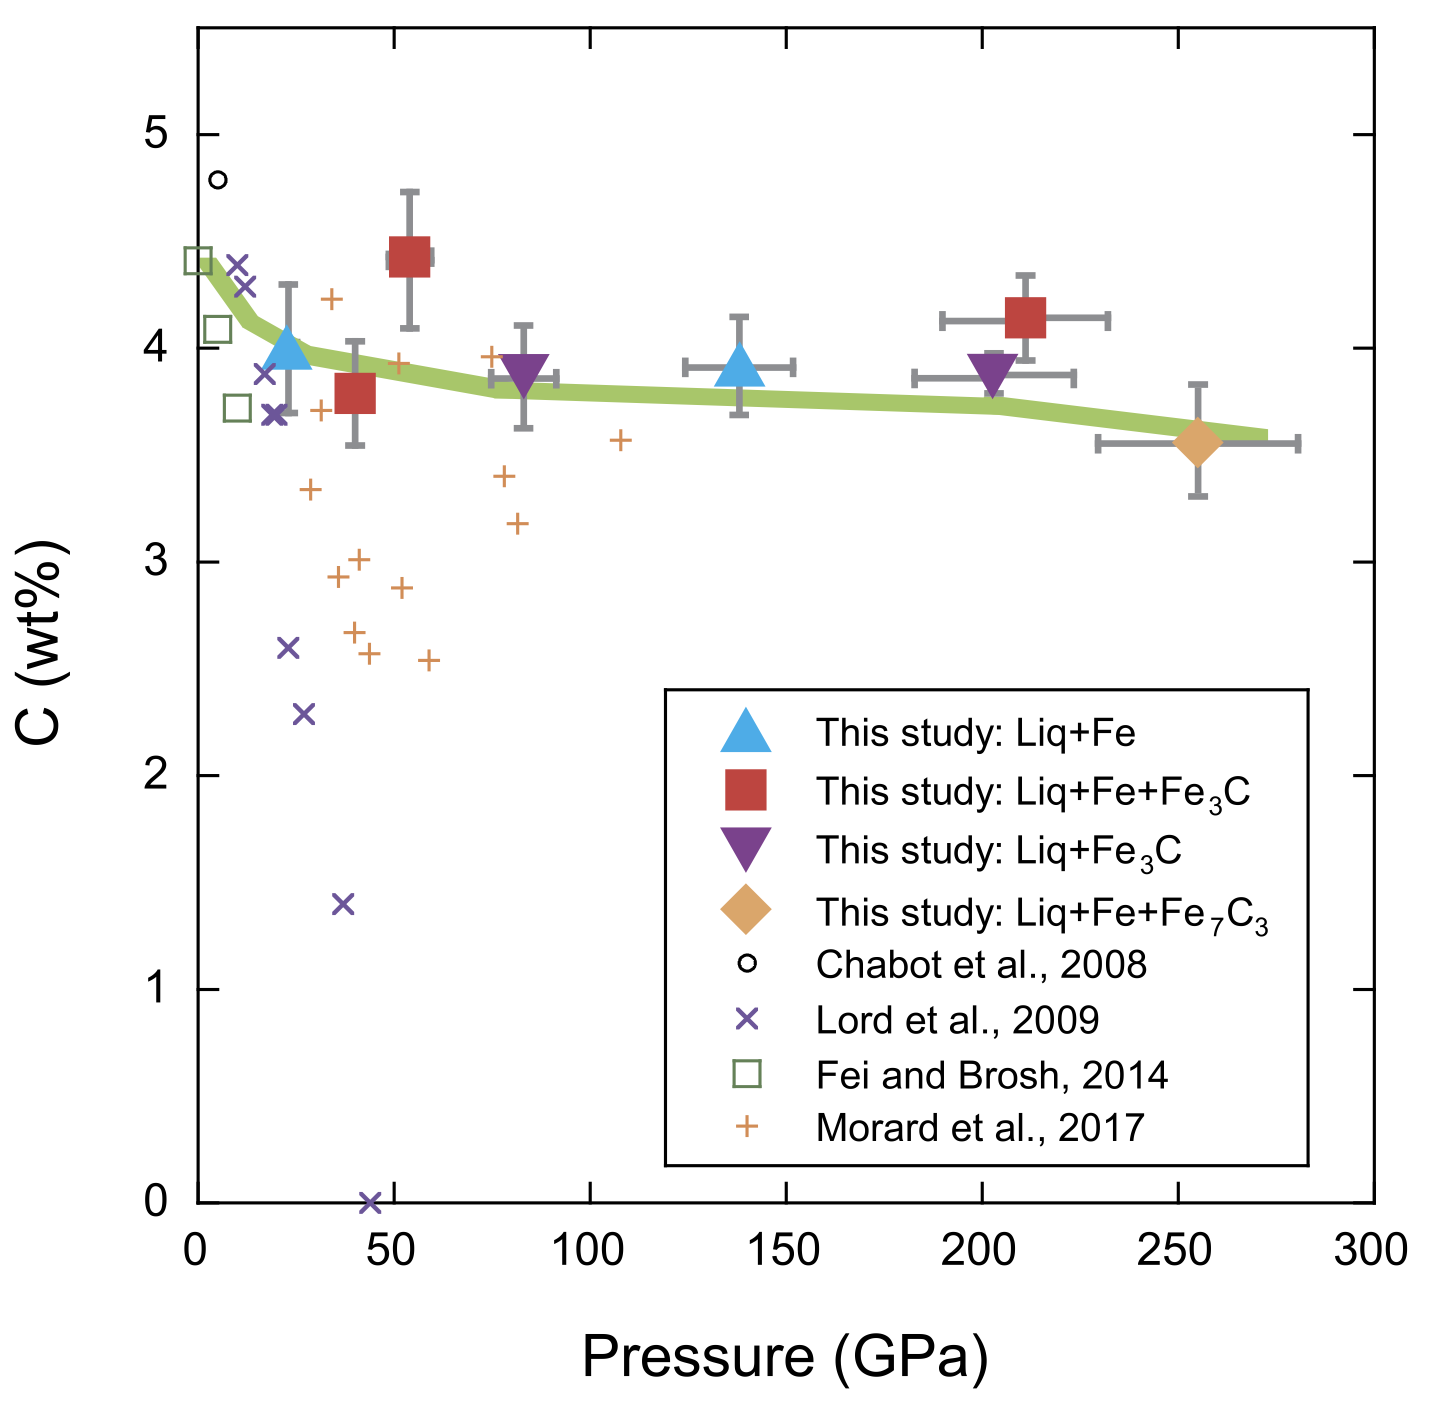 5
4
3
2
1
0
C (wt%)
0 50 100 150 200 250 300
Pressure (GPa)
This study: Liq+Fe
This study: Liq+Fe+Fe₃C
This study: Liq+Fe₃C
This study: Liq+Fe+Fe₇C₃
Chabot et al., 2008
Lord et al., 2009
Fei and Brosh, 2014
Morard et al., 2017